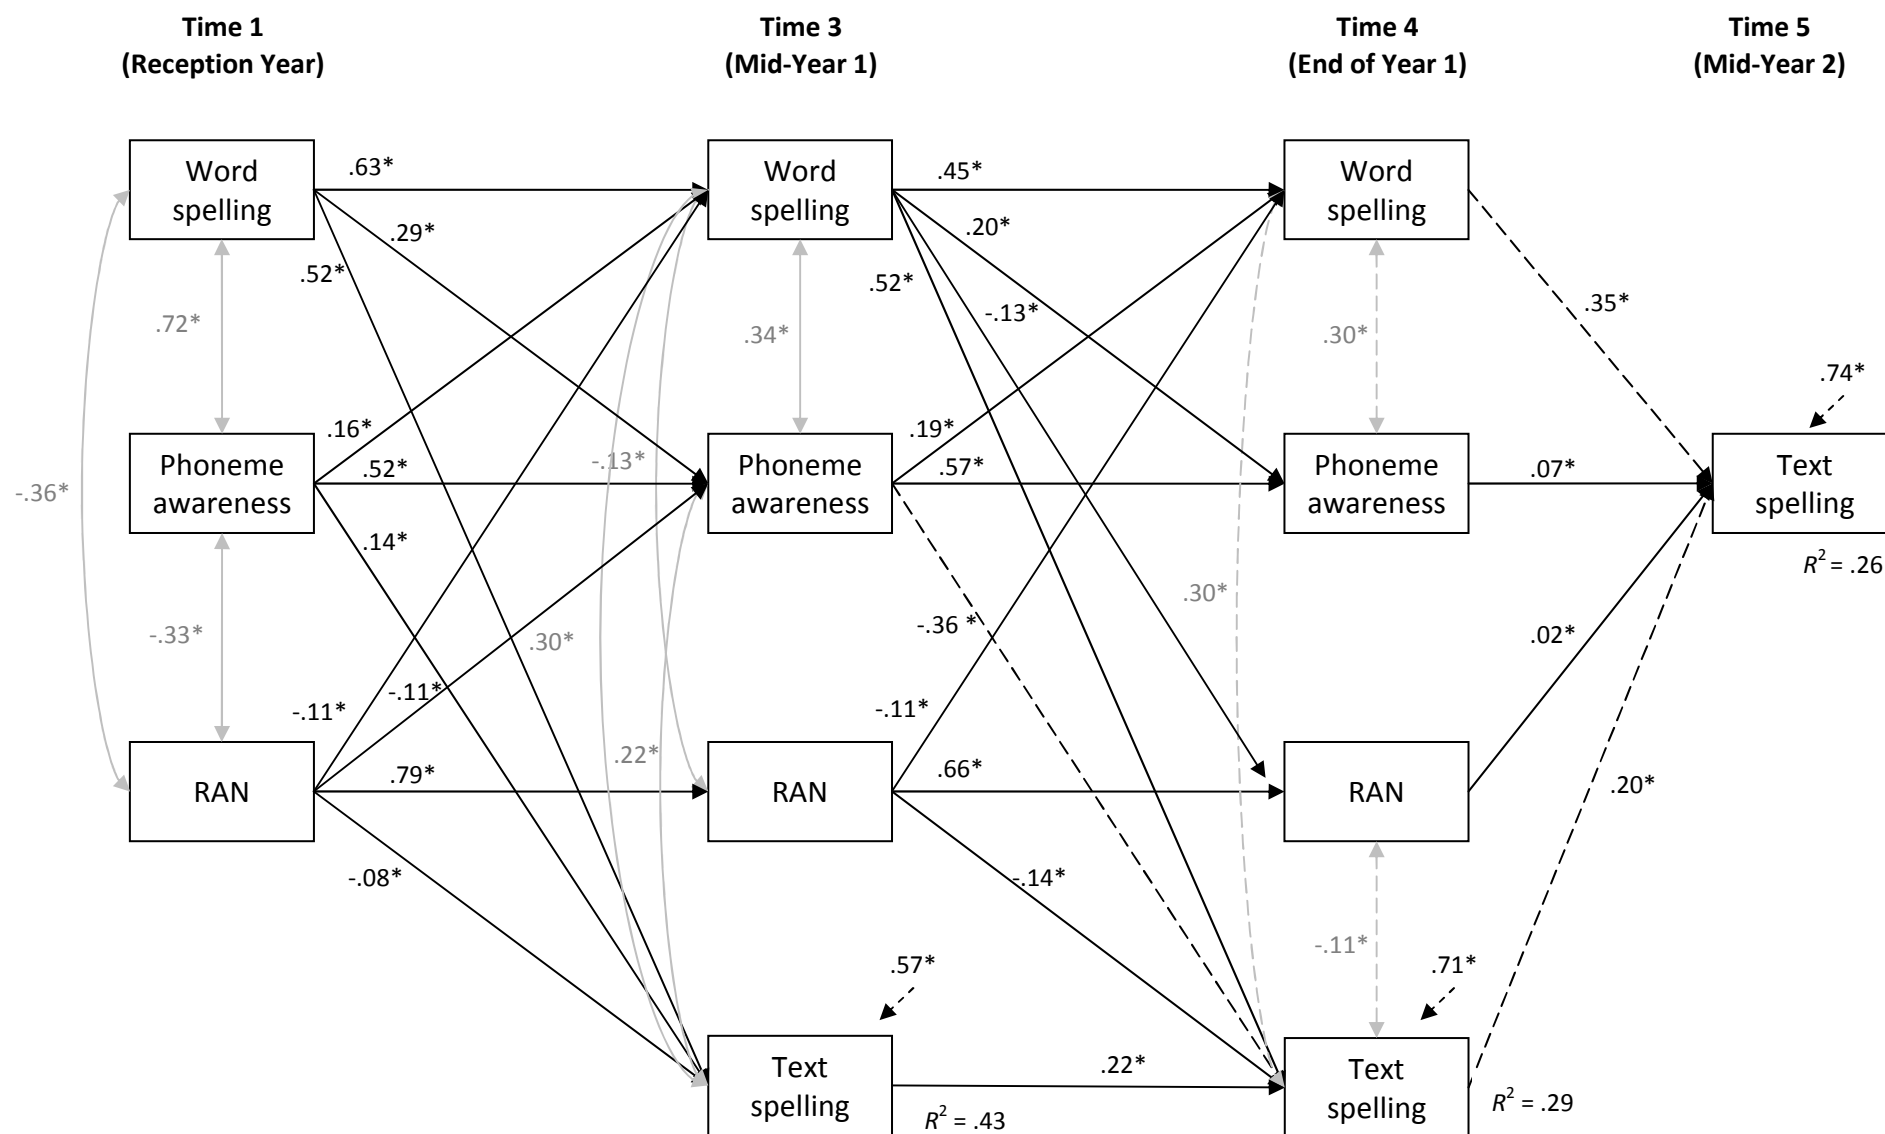 Time 1
(Reception Year)
Time 3
(Mid-Year 1)
Time 4
(End of Year 1)
Time 5
(Mid-Year 2)
Word
spelling
Phoneme
awareness
RAN
.72*
-.33*
-.36*
.63*
.29*
.52*
.16*
.52*
.14*
-.11*
-.11*
.79*
-.08*
Word
spelling
Phoneme
awareness
RAN
Text
spelling
.34*
-.13*
.30*
.22*
.57*
R² = .43
.45*
.20*
.52*
-.13*
.19*
.57*
-.36 *
-.11*
.66*
-.14*
.22*
Word
spelling
Phoneme
awareness
RAN
Text
spelling
.30*
.30*
-.11*
.71*
R² = .29
.35*
.07*
.02*
.20*
.74*
Text
spelling
R² = .26